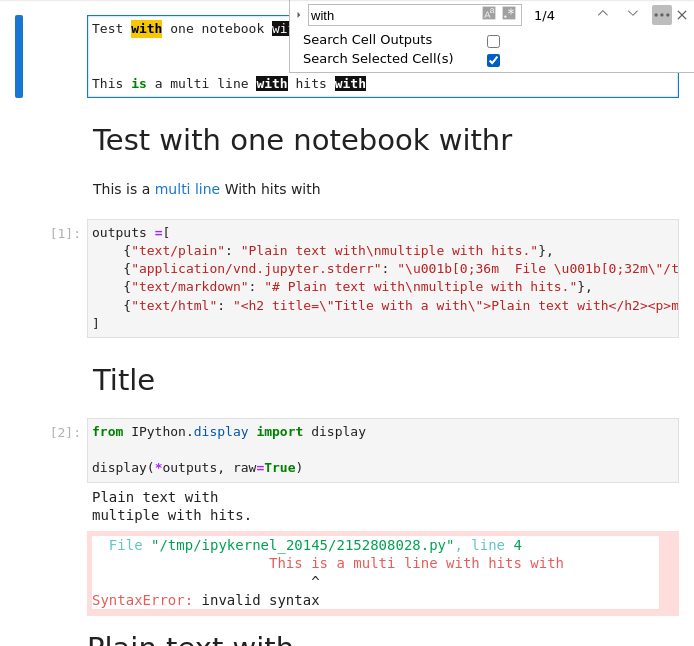 with
1/4
Search Cell Outputs
Search Selected Cell(s)
Test with one notebook wi
This is a multi line with hits with
Test with one notebook withr
This is a multi line With hits with
[1]:
outputs =[
{"text/plain": "Plain text with\nmultiple with hits."},
{"application/vnd.jupyter.stderr": "\u001b[0;36m  File \u001b[0;32m\"/t
{"text/markdown": "# Plain text with\nmultiple with hits."},
{"text/html": "<h2 title=\"Title with a with\">Plain text with</h2><p>m
]
Title
[2]:
from IPython.display import display
display(*outputs, raw=True)
Plain text with
multiple with hits.
File "/tmp/ipykernel_20145/2152808028.py", line 4
This is a multi line with hits with
^
SyntaxError: invalid syntax
Plain text with